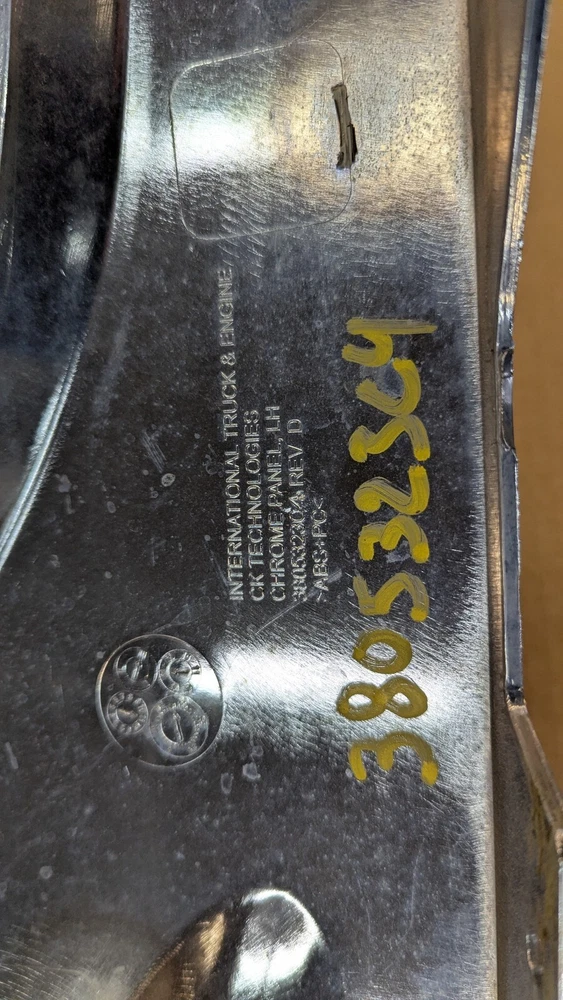 INTERNATIONAL TRUCK & ENGINE
CK TECHNOLOGIES
CHROME PANEL, LH
3805323C4, REV D
>ABS+PC<
3805323C4